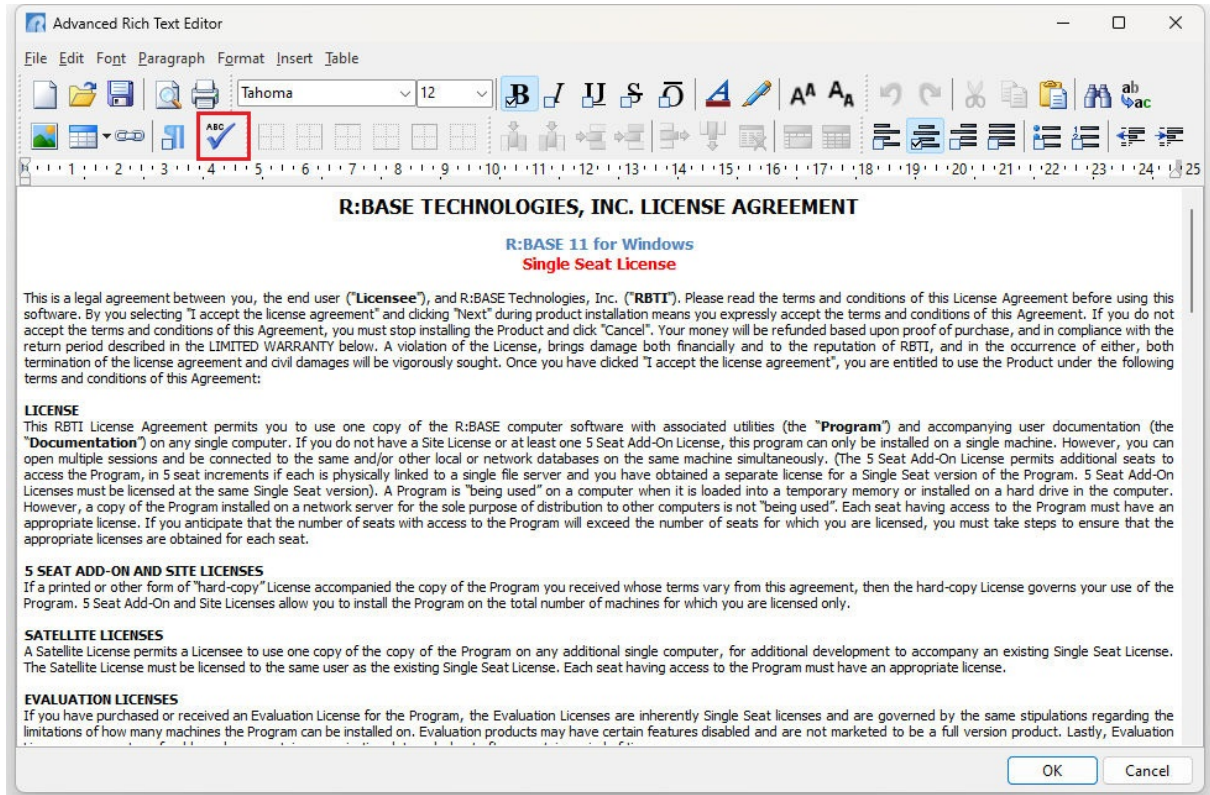 Advanced Rich Text Editor
File Edit Font Paragraph Format Insert Table
Tahoma 12 B I U S O A A A A A ab ac
ABC
1 2 3 4 5 6 7 8 9 10 11 12 13 14 15 16 17 18 19 20 21 22 23 24 25
R:BASE TECHNOLOGIES, INC. LICENSE AGREEMENT
R:BASE 11 for Windows
Single Seat License
This is a legal agreement between you, the end user ("Licensee"), and R:BASE Technologies, Inc. ("RBTI"). Please read the terms and conditions of this License Agreement before using this
software. By you selecting "I accept the license agreement" and clicking "Next" during product installation means you expressly accept the terms and conditions of this Agreement. If you do not
accept the terms and conditions of this Agreement, you must stop installing the Product and click "Cancel". Your money will be refunded based upon proof of purchase, and in compliance with the
return period described in the LIMITED WARRANTY below. A violation of the License, brings damage both financially and to the reputation of RBTI, and in the occurrence of either, both
termination of the license agreement and civil damages will be vigorously sought. Once you have clicked "I accept the license agreement", you are entitled to use the Product under the following
terms and conditions of this Agreement:
LICENSE
This RBTI License Agreement permits you to use one copy of the R:BASE computer software with associated utilities (the "Program") and accompanying user documentation (the
"Documentation") on any single computer. If you do not have a Site License or at least one 5 Seat Add-On License, this program can only be installed on a single machine. However, you can
open multiple sessions and be connected to the same and/or other local or network databases on the same machine simultaneously. (The 5 Seat Add-On License permits additional seats to
access the Program, in 5 seat increments if each is physically linked to a single file server and you have obtained a separate license for a Single Seat version of the Program. 5 Seat Add-On
Licenses must be licensed at the same Single Seat version). A Program is "being used" on a computer when it is loaded into a temporary memory or installed on a hard drive in the computer.
However, a copy of the Program installed on a network server for the sole purpose of distribution to other computers is not "being used". Each seat having access to the Program must have an
appropriate license. If you anticipate that the number of seats with access to the Program will exceed the number of seats for which you are licensed, you must take steps to ensure that the
appropriate licenses are obtained for each seat.
5 SEAT ADD-ON AND SITE LICENSES
If a printed or other form of "hard-copy" License accompanied the copy of the Program you received whose terms vary from this agreement, then the hard-copy License governs your use of the
Program. 5 Seat Add-On and Site Licenses allow you to install the Program on the total number of machines for which you are licensed only.
SATELLITE LICENSES
A Satellite License permits a Licensee to use one copy of the copy of the Program on any additional single computer, for additional development to accompany an existing Single Seat License.
The Satellite License must be licensed to the same user as the existing Single Seat License. Each seat having access to the Program must have an appropriate license.
EVALUATION LICENSES
If you have purchased or received an Evaluation License for the Program, the Evaluation Licenses are inherently Single Seat licenses and are governed by the same stipulations regarding the
limitations of how many machines the Program can be installed on. Evaluation products may have certain features disabled and are not marketed to be a full version product. Lastly, Evaluation
OK Cancel